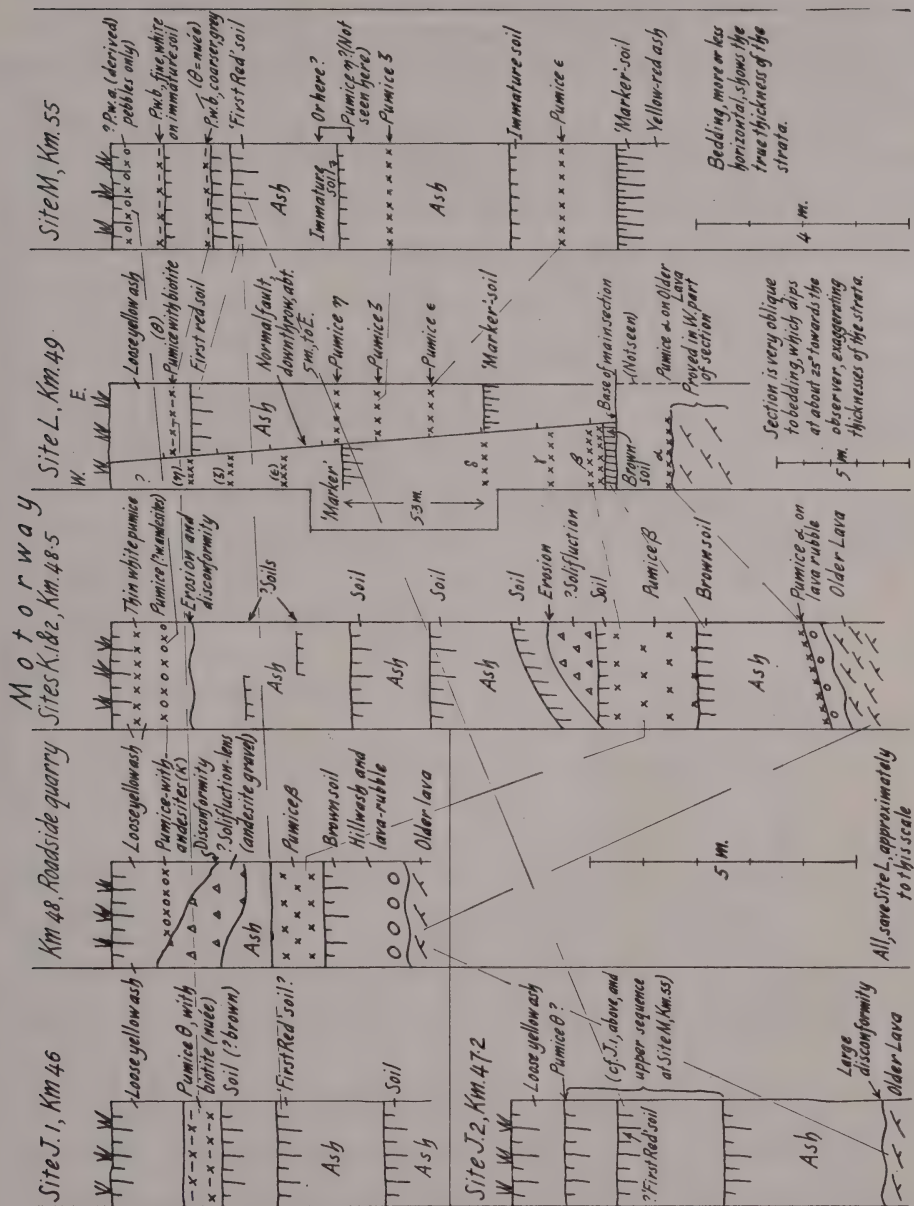 Motorway
Site J.1, Km 46
Loose yellow ash
Pumice θ, with
biotite (nuée)
Soil (? brown)
'First Red' soil?
Ash
Soil
Ash
Site J.2, Km.47·2
Loose yellow ash
Pumice θ?
(cf. J.1, above, and
upper sequence
at Site M, Km.55)
?'First Red' soil
Ash
Large
disconformity
Older Lava
Km 48, Roadside quarry
Loose yellow ash
Pumice-with-
andesites (K)
Disconformity
? Solifluction-lens
(andesite gravel)
Ash
Pumice β
Brown soil
Hillwash and
lava-rubble
Older lava
5 m.
All, save Site L, approximately
to this scale
Sites K.1 & 2, Km.48·5
Thin white pumice
Pumice (?w. andesites)
Erosion and
disconformity
?Soils
Ash
Soil
Ash
Soil
Ash
Soil
Erosion
?Solifluction
Soil
Pumice β
Brown soil
Ash
Pumice α on
lava rubble
Older Lava
Site L, Km.49
W. E.
Loose yellow ash
(θ)
Pumice with biotite
First red soil
Ash
Normal fault,
downthrow, abt.
5 m., to E.
Pumice η
Pumice ζ
Pumice ε
'Marker'-soil
?
(η)
(ζ)
(ε)
'Marker'
5·3 m.
δ
γ
β
Brown
soil
α
Base of main section
(Not seen)
Pumice α on Older
Lava
Proved in W. part
of section
Section is very oblique
to bedding, which dips
at about 25° towards the
observer, exaggerating
thicknesses of the strata.
5 m.
Site M, Km.55
? P.w.a. (derived
pebbles only)
P.w.b., fine, white
on immature soil
(θ = nuée)
P.w.b., coarser, grey
'First Red' soil
Ash
Or here?
Immature
soil?
Pumice η? (Not
seen here)
Pumice ζ
Ash
Immature soil
Pumice ε
'Marker'-soil
Yellow-red ash
Bedding, more or less
horizontal, shows the
true thickness of the
strata.
4 m.